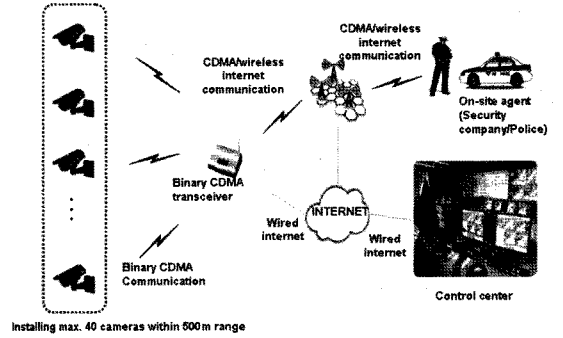 CDMA/wireless
internet
communication
CDMA/wireless
internet
communication
On-site agent
(Security
company/Police)
Binary CDMA
transceiver
INTERNET
Wired
internet
Wired
internet
Binary CDMA
Communication
Control center
Installing max. 40 cameras within 500m range